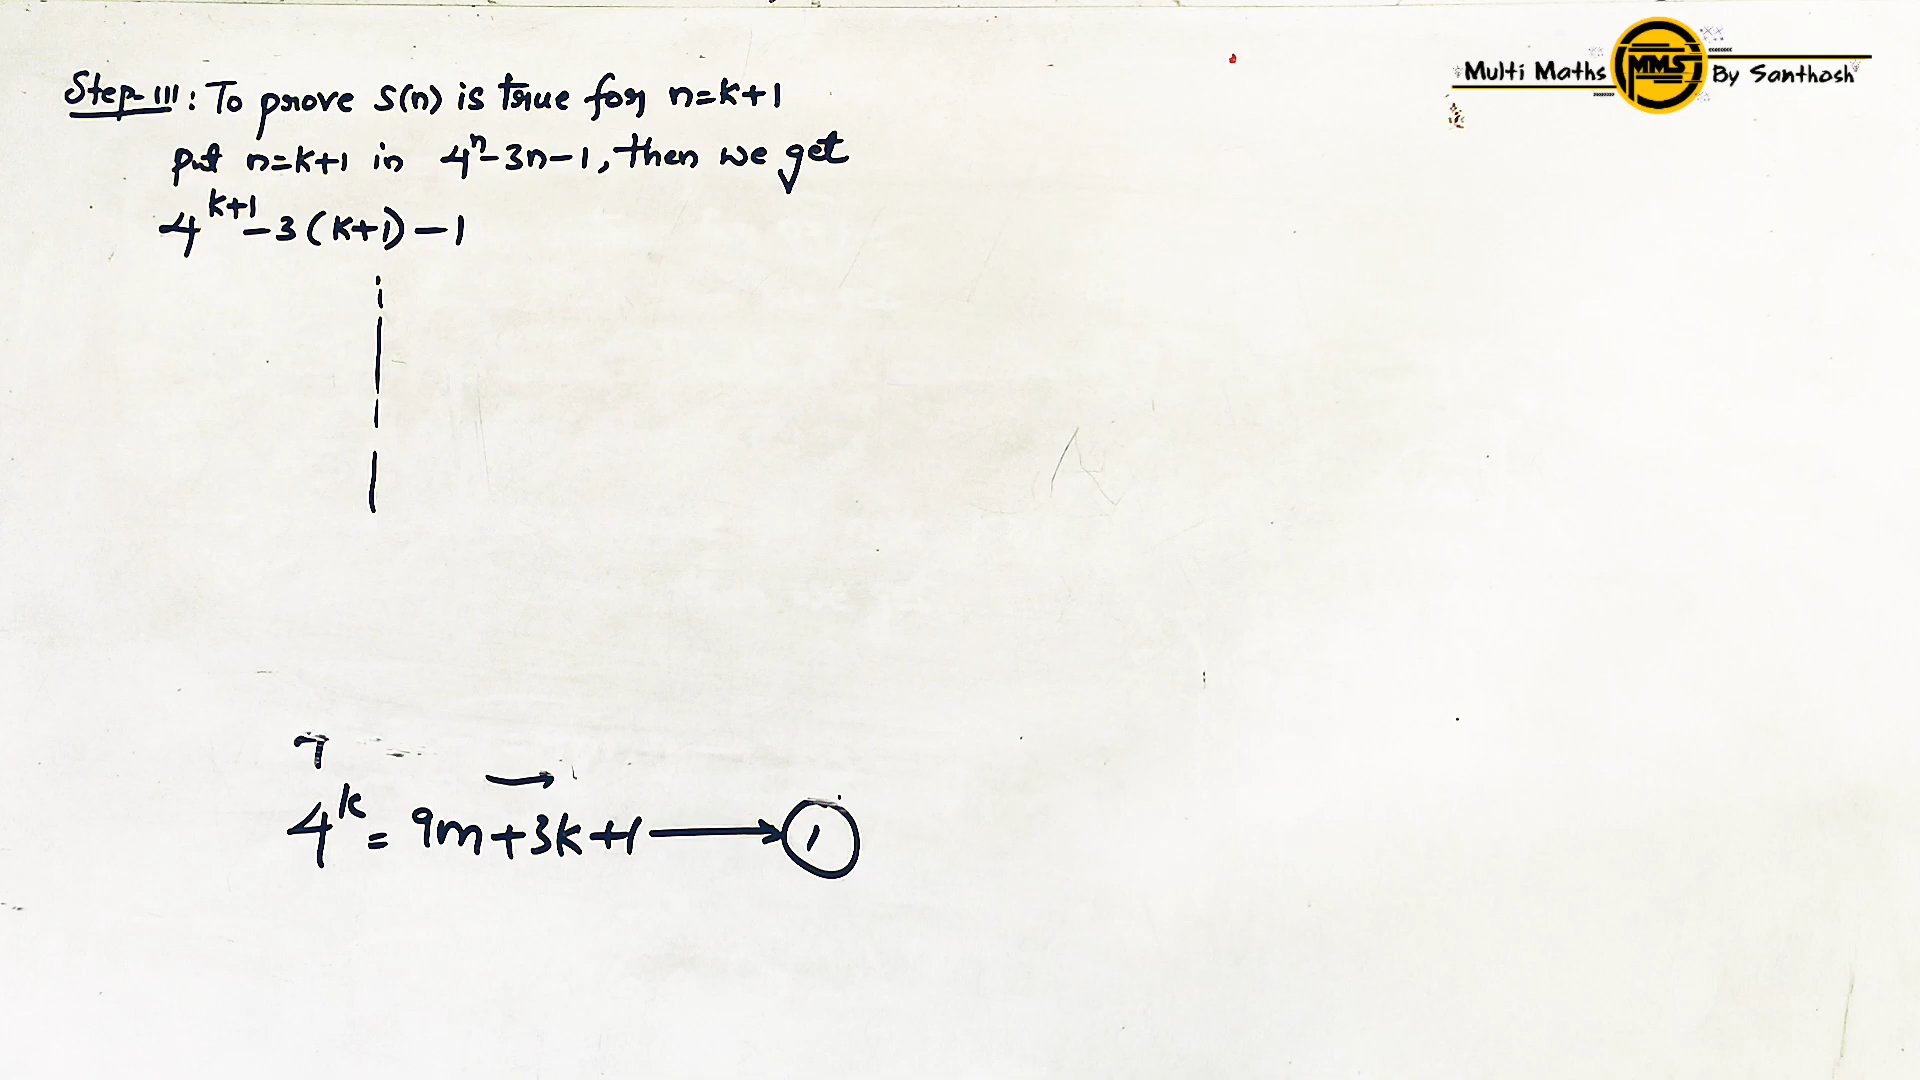 Multi Maths MMS By Santhosh
Step-III: To prove S(n) is true for n=k+1
put n=k+1 in 4ⁿ-3n-1, then we get
4^(k+1) - 3(k+1) - 1
4^k = 9m+3k+1 → ①